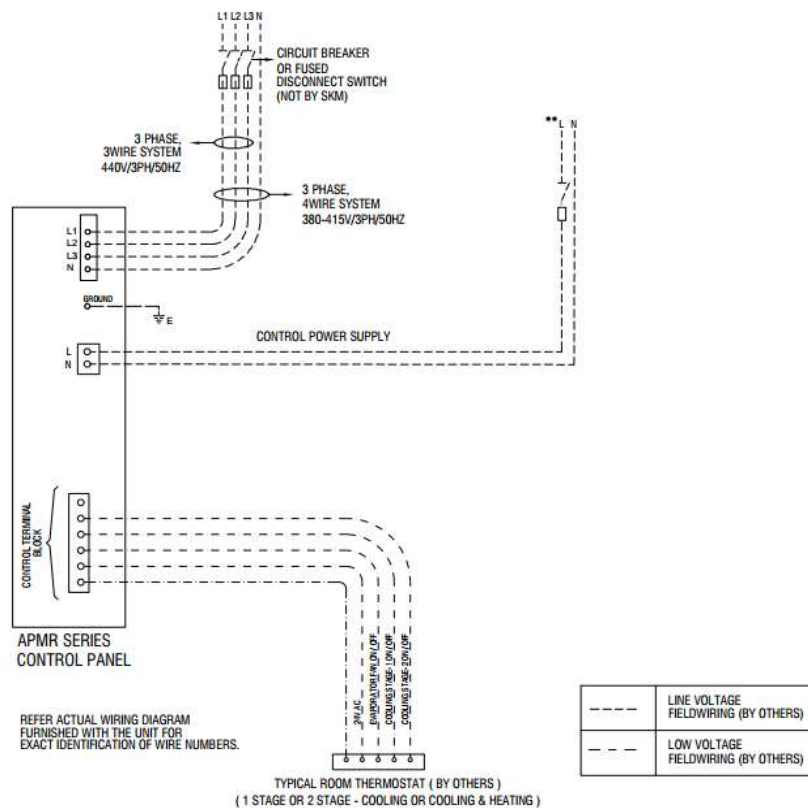 L1 L2 L3 N
CIRCUIT BREAKER
OR FUSED
DISCONNECT SWITCH
(NOT BY SKM)
** L N
3 PHASE,
3WIRE SYSTEM
440V/3PH/50HZ
3 PHASE,
4WIRE SYSTEM
380-415V/3PH/50HZ
L1
L2
L3
N
GROUND
E
CONTROL POWER SUPPLY
L
N
CONTROL TERMINAL
BLOCK
APMR SERIES
CONTROL PANEL
24V AC
EVAPORATOR FAN ON / OFF
COOLING STAGE- 1 ON / OFF
COOLING STAGE- 2 ON / OFF
REFER ACTUAL WIRING DIAGRAM
FURNISHED WITH THE UNIT FOR
EXACT IDENTIFICATION OF WIRE NUMBERS.
LINE VOLTAGE
FIELDWIRING (BY OTHERS)
LOW VOLTAGE
FIELDWIRING (BY OTHERS)
TYPICAL ROOM THERMOSTAT ( BY OTHERS )
( 1 STAGE OR 2 STAGE - COOLING OR COOLING & HEATING )